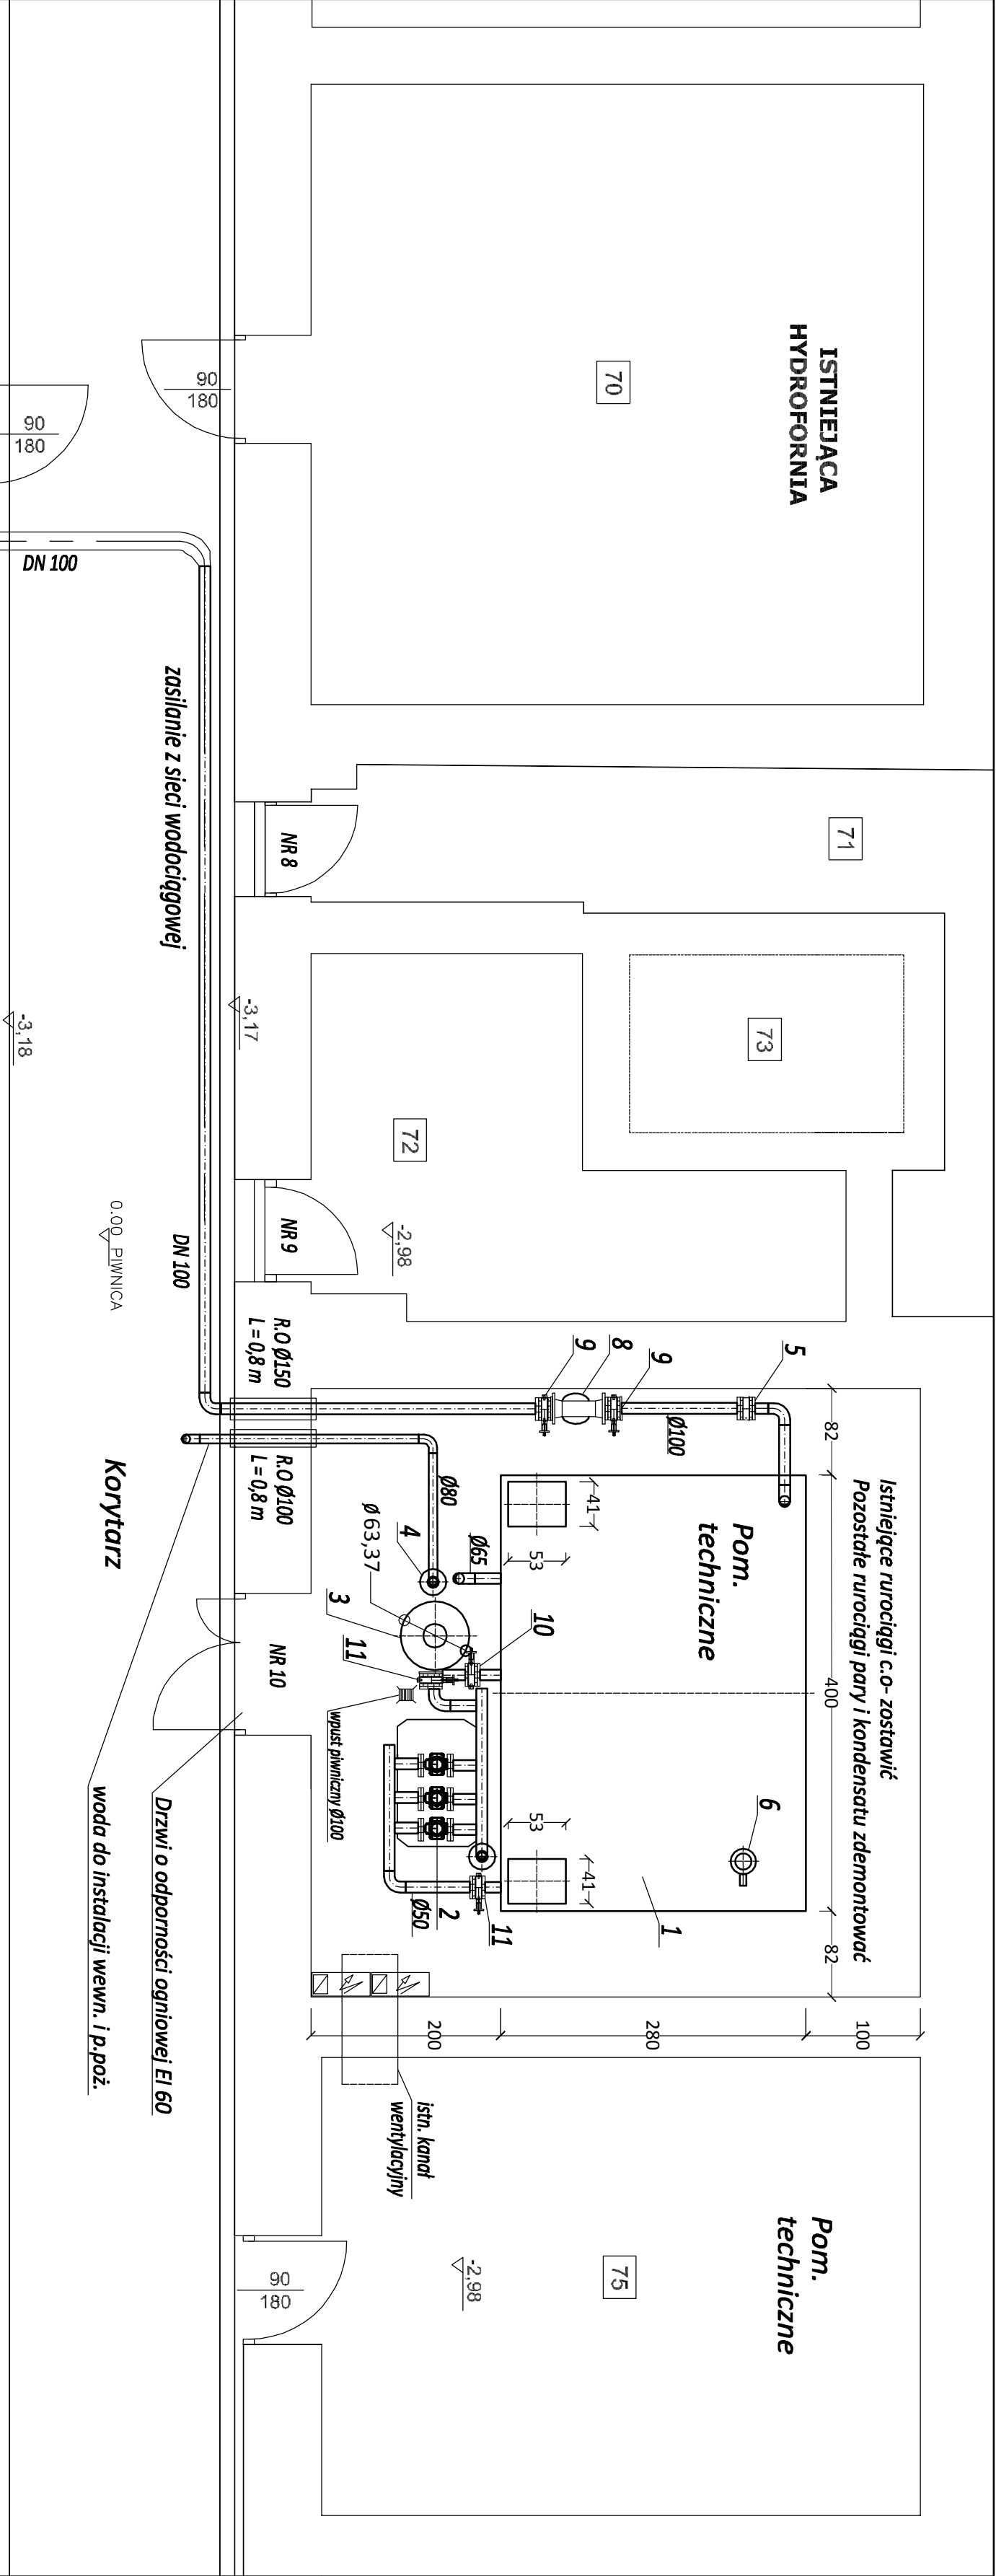 ISTNIEJĄCA
HYDROFORNIA
70
90
180
90
180
DN 100
zasilanie z sieci wodociągowej
71
NR 8
73
72
-3,17
-3,18
NR 9
-2,98
DN 100
0.00 PIWNICA
R.O Ø150
L = 0,8 m
R.O Ø100
L = 0,8 m
Korytarz
9
8
9
5
Ø100
82
400
82
Istniejące rurociągi c.o- zostawić
Pozostałe rurociągi pary i kondensatu zdemontować
Pom.
techniczne
41
53
Ø80
Ø65
4
Ø 63,37
3
10
11
NR 10
wpust piwniczny Ø100
6
1
53
41
2
11
Ø50
Drzwi o odporności ogniowej EI 60
woda do instalacji wewn. i p.poż.
200
280
100
istn. kanał
wentylacyjny
Pom.
techniczne
75
-2,98
90
180